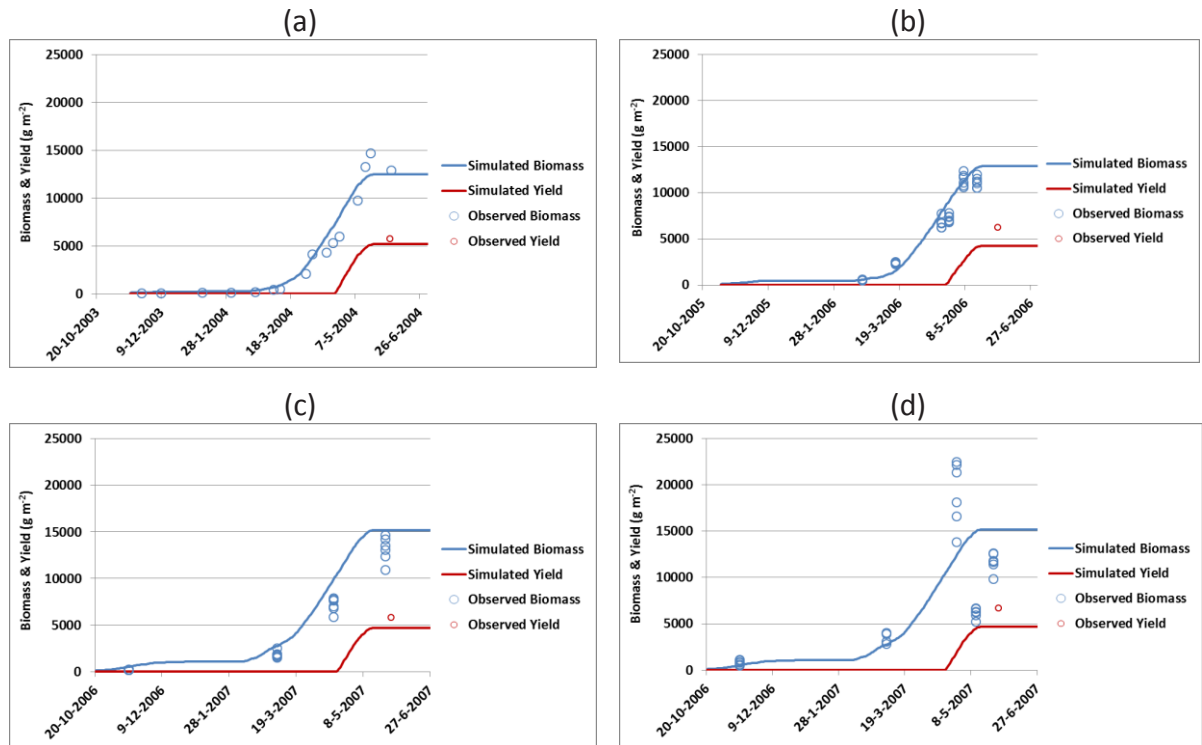 (a)
25000
20000
15000
10000
5000
0
Biomass & Yield (g m-2)
20-10-2003
9-12-2003
28-1-2004
18-3-2004
7-5-2004
26-6-2004
Simulated Biomass
Simulated Yield
Observed Biomass
Observed Yield
(b)
25000
20000
15000
10000
5000
0
Biomass & Yield (g m-2)
20-10-2005
9-12-2005
28-1-2006
19-3-2006
8-5-2006
27-6-2006
Simulated Biomass
Simulated Yield
Observed Biomass
Observed Yield
(c)
25000
20000
15000
10000
5000
0
Biomass & Yield (g m-2)
20-10-2006
9-12-2006
28-1-2007
19-3-2007
8-5-2007
27-6-2007
Simulated Biomass
Simulated Yield
Observed Biomass
Observed Yield
(d)
25000
20000
15000
10000
5000
0
Biomass & Yield (g m-2)
20-10-2006
9-12-2006
28-1-2007
19-3-2007
8-5-2007
27-6-2007
Simulated Biomass
Simulated Yield
Observed Biomass
Observed Yield